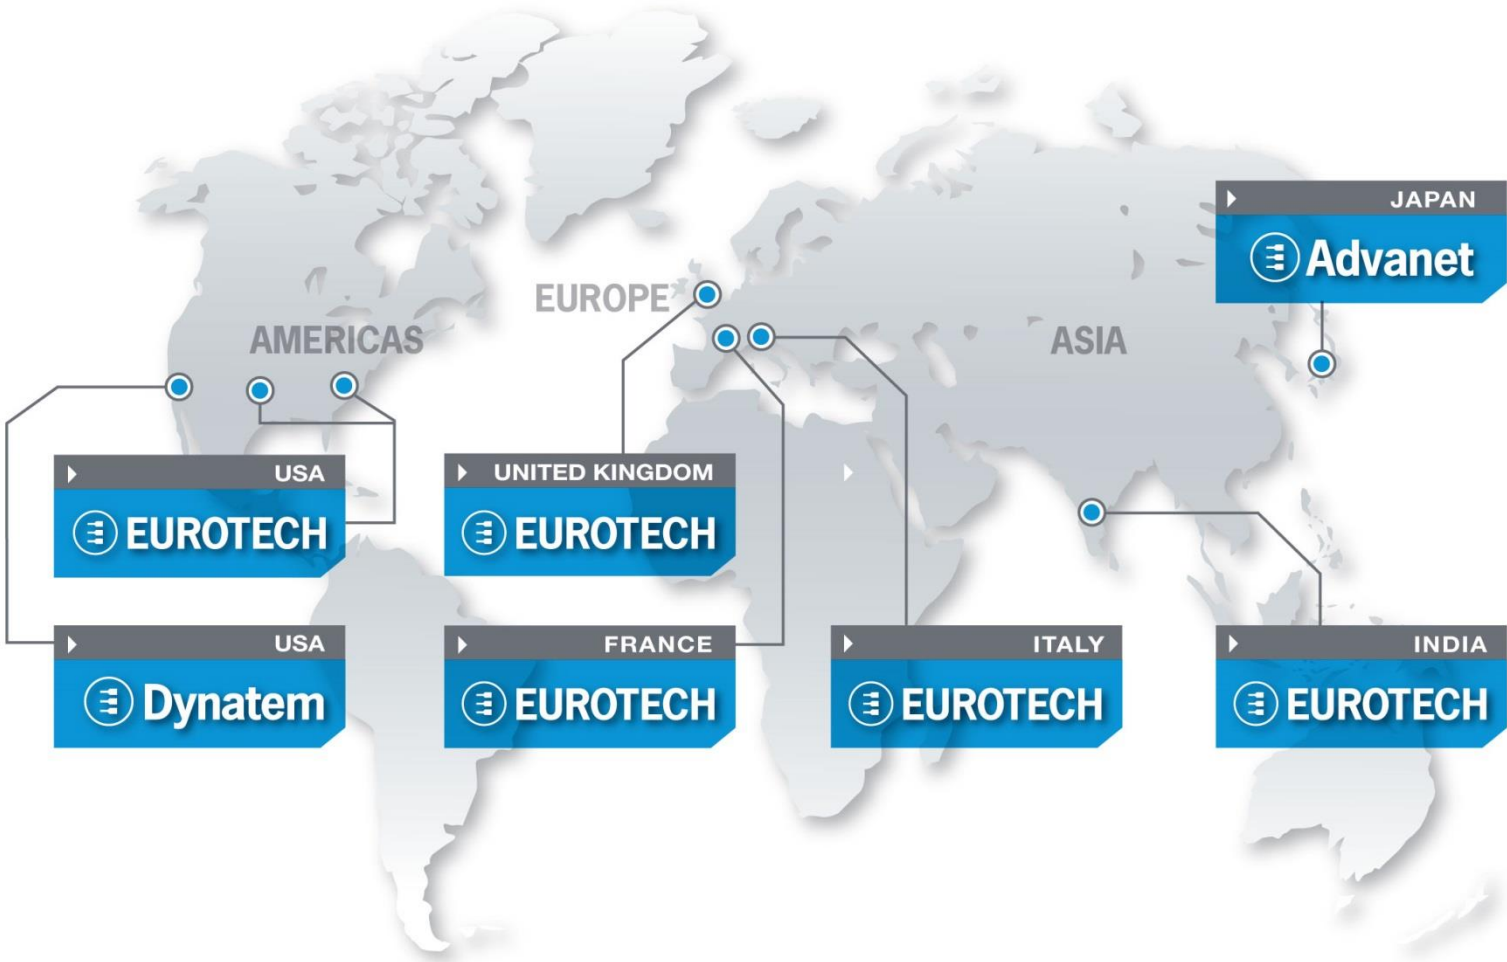 JAPAN
Advanet
EUROPE
AMERICAS
ASIA
USA
EUROTECH
UNITED KINGDOM
EUROTECH
USA
Dynatem
FRANCE
EUROTECH
ITALY
EUROTECH
INDIA
EUROTECH